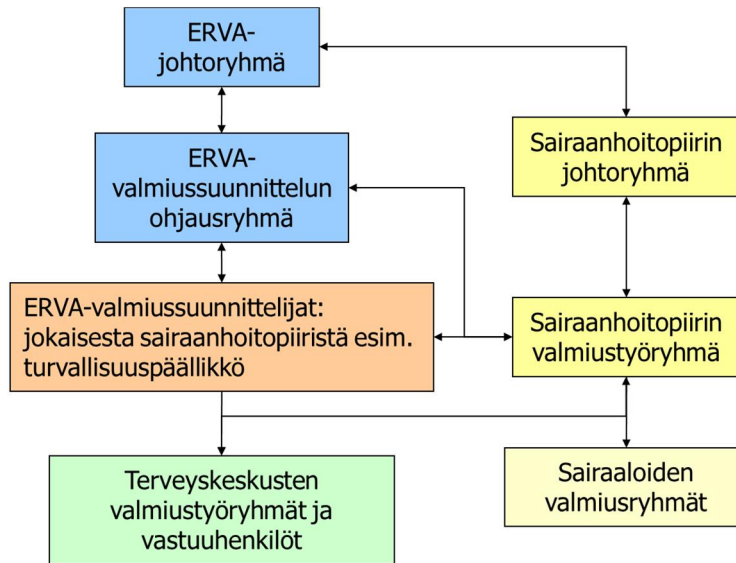 ERVA-
johtoryhmä
ERVA-
valmiussuunnittelun
ohjausryhmä
Sairaanhoitopiirin
johtoryhmä
ERVA-valmiussuunnittelijat:
jokaisesta sairaanhoitopiiristä esim.
turvallisuuspäällikkö
Sairaanhoitopiirin
valmiustyöryhmä
Terveyskeskusten
valmiustyöryhmät ja
vastuuhenkilöt
Sairaaloiden
valmiusryhmät